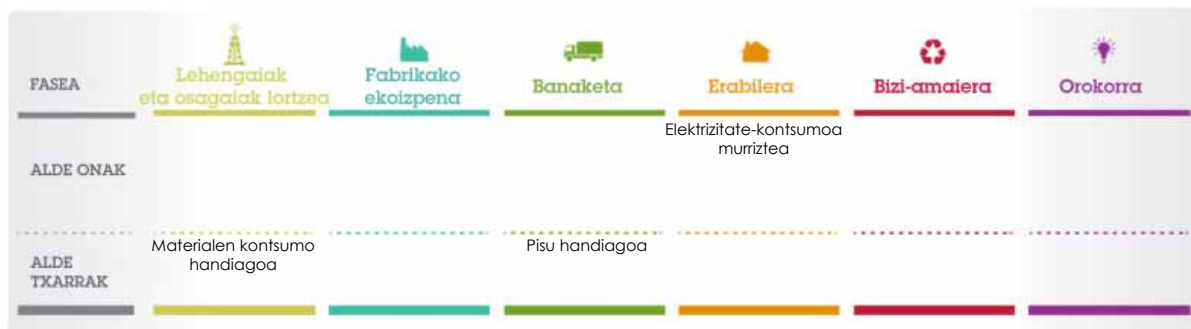 FASEA
Lehengaiak
eta osagaiak lortzea
Fabrikako
ekoizpena
Banaketa
Erabilera
Bizi-amaiera
Orokorra
ALDE ONAK
Elektrizitate-kontsumoa
murriztea
ALDE
TXARRAK
Materialen kontsumo
handiagoa
Pisu handiagoa